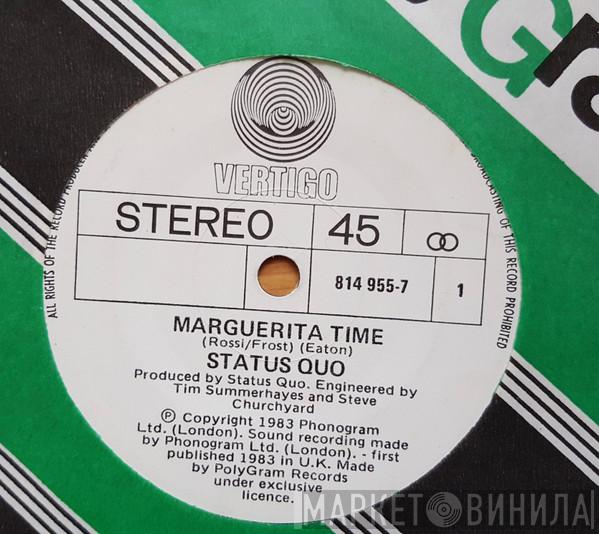 VERTIGO
STEREO
45
814 955-7
1
MARGUERITA TIME
(Rossi/Frost) (Eaton)
STATUS QUO
Produced by Status Quo. Engineered by
Tim Summerhayes and Steve
Churchyard
Ⓟ Copyright 1983 Phonogram
Ltd. (London). Sound recording made
by Phonogram Ltd. (London). - first
published 1983 in U.K. Made
by PolyGram Records
under exclusive
licence.
ALL RIGHTS OF THE RECORD PRODUCER
BROADCASTING OF THIS RECORD PROHIBITED
Gra
МАРКЕТ ВИНИЛА